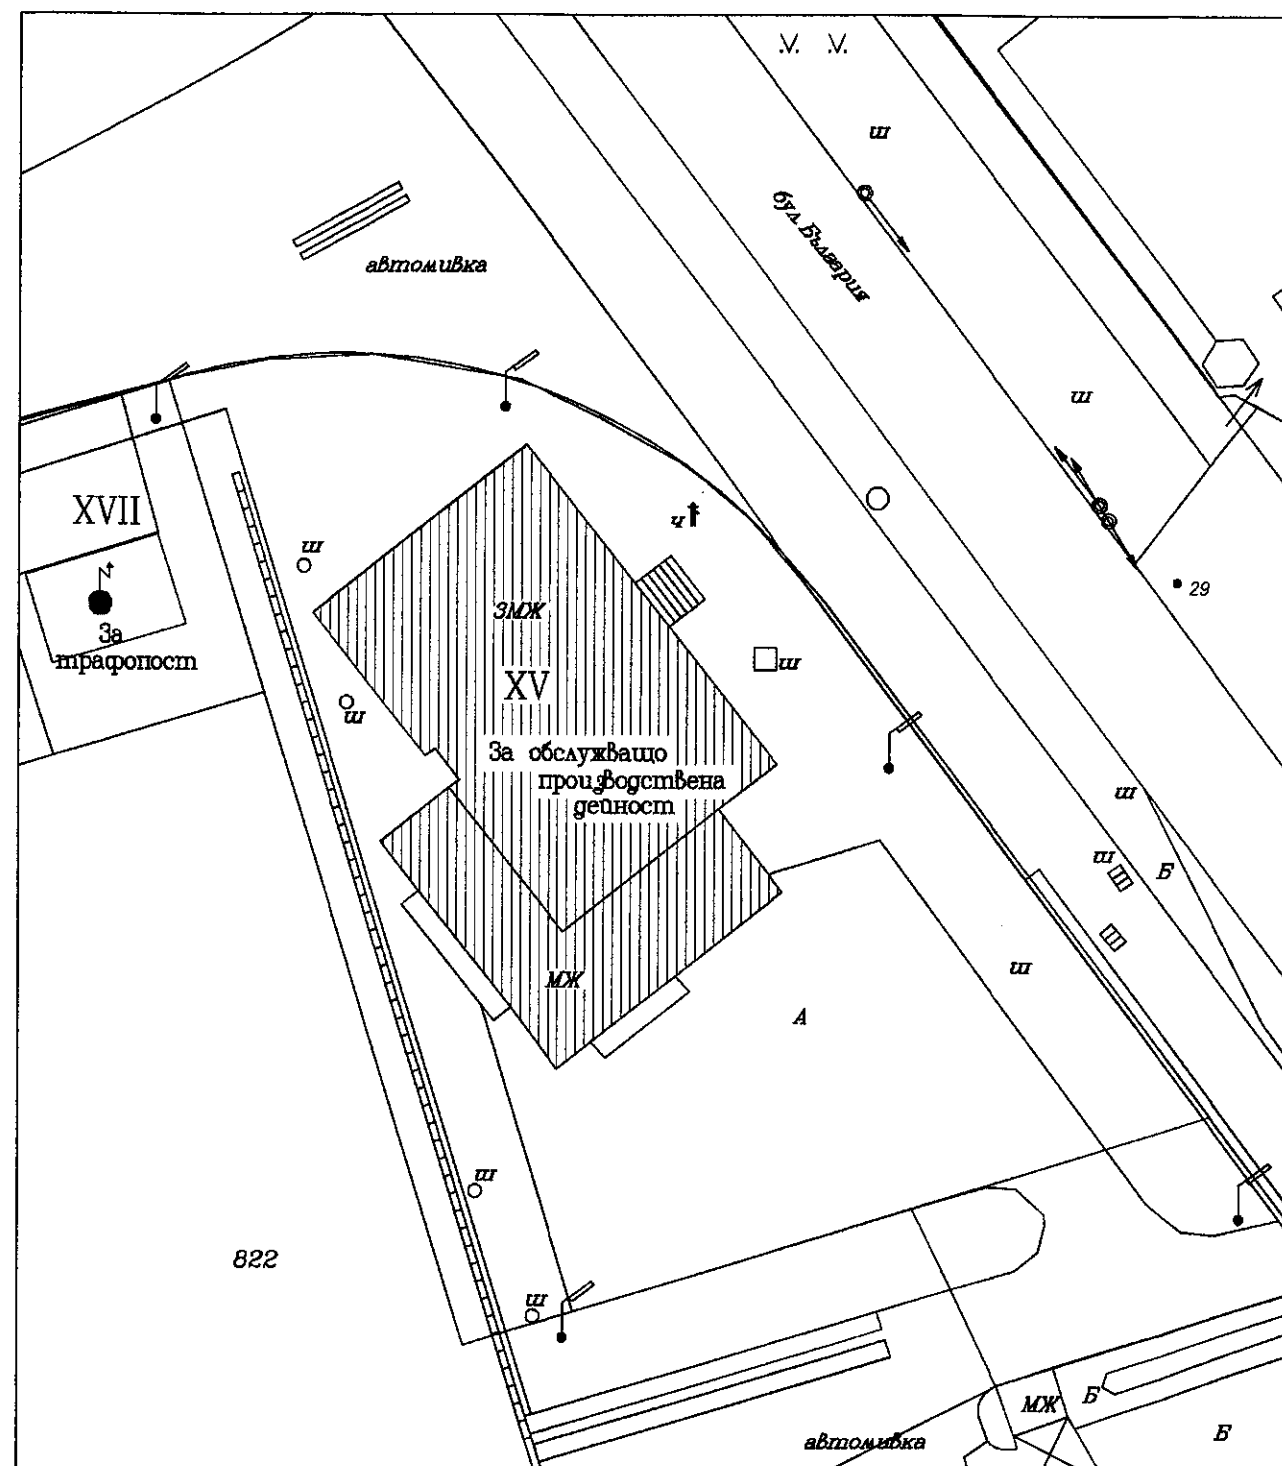 .V. .V.
ш
бул. България
автомивка
ш
XVII
ч
ш
29
За
трафопост
ЗМЖ
ш
XV
ш
За обслужващо
производствена
дейност
ш
ш
Б
ш
МЖ
А
ш
822
ш
МЖ
Б
автомивка
Б